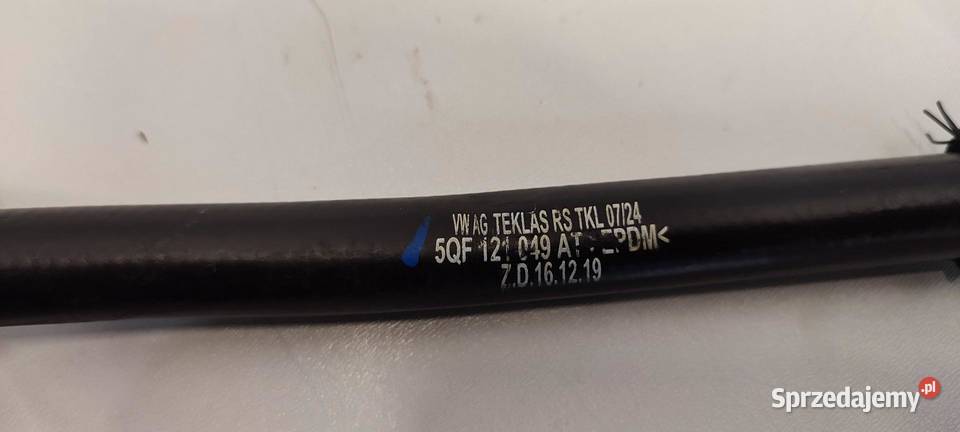 VW AG TEKLAS RS TKL 07/24
5QF 121 049 AT >EPDM<
Z.D.16.12.19
Sprzedajemy.pl